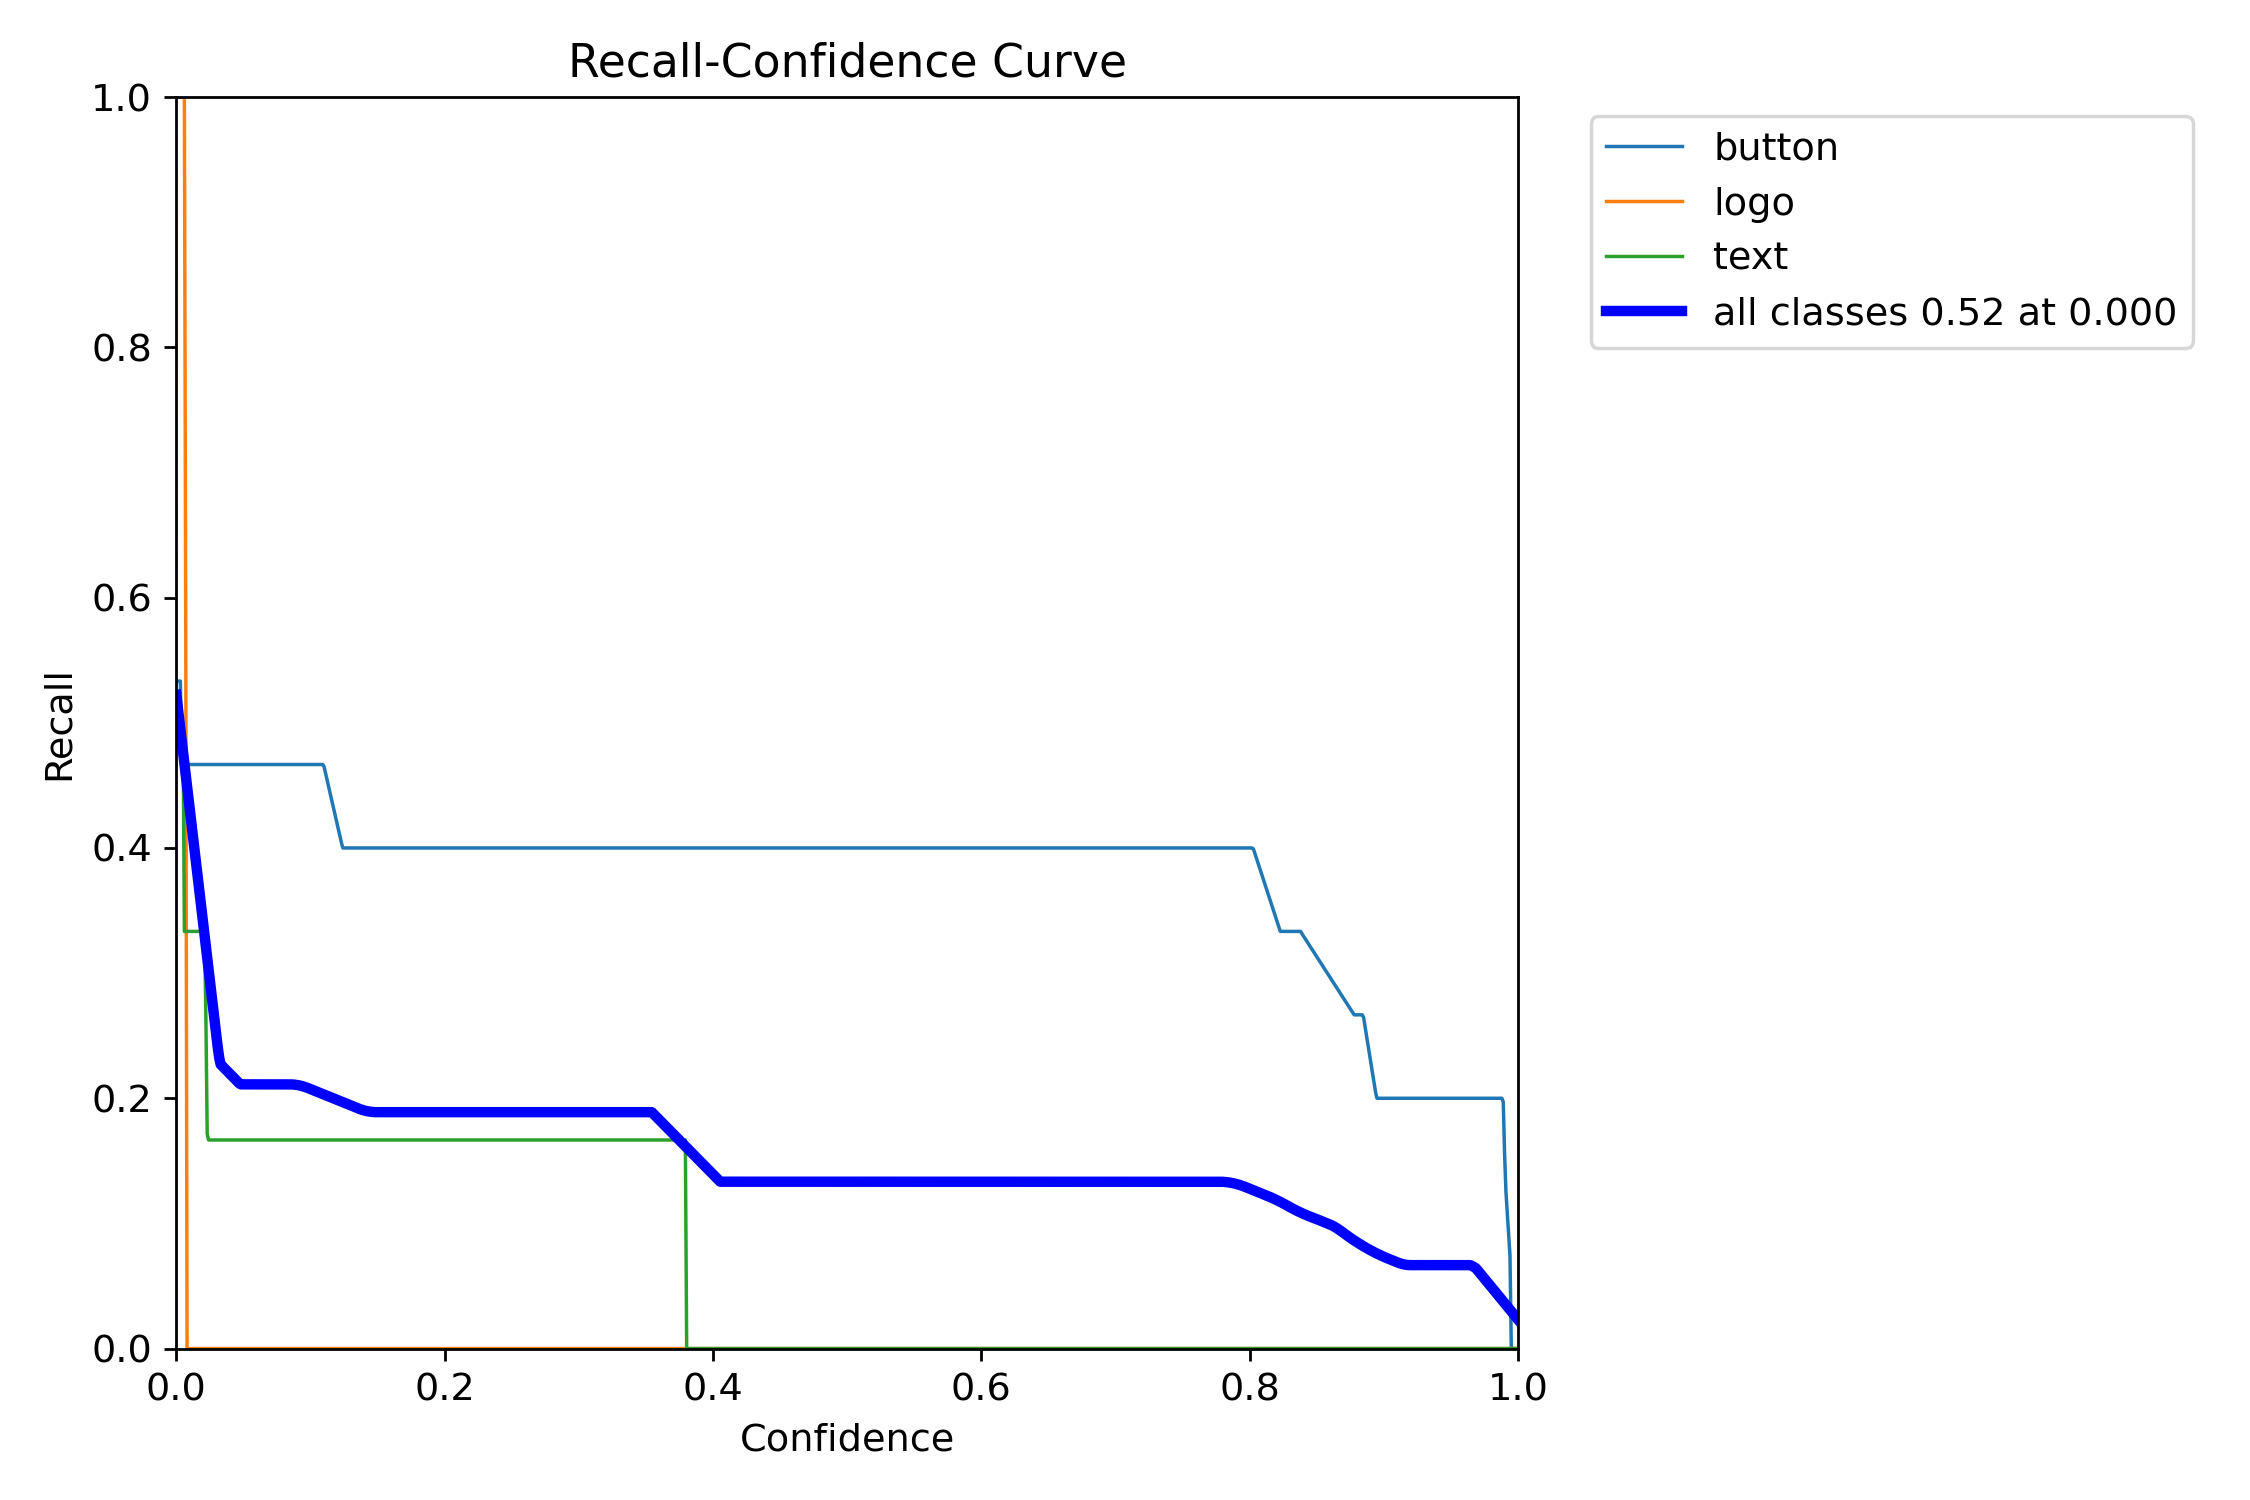 Recall-Confidence Curve
1.0
0.8
0.6
0.4
0.2
0.0
Recall
0.0 0.2 0.4 0.6 0.8 1.0
Confidence
button
logo
text
all classes 0.52 at 0.000